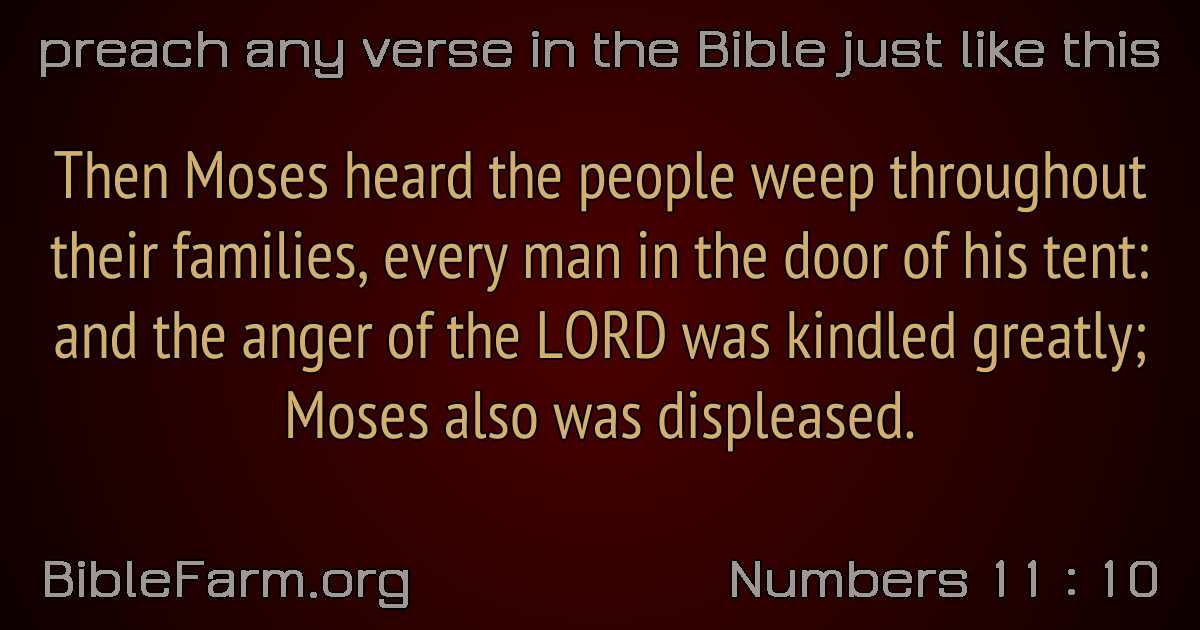 preach any verse in the Bible just like this
Then Moses heard the people weep throughout
their families, every man in the door of his tent:
and the anger of the LORD was kindled greatly;
Moses also was displeased.
BibleFarm.org
Numbers 11 : 10